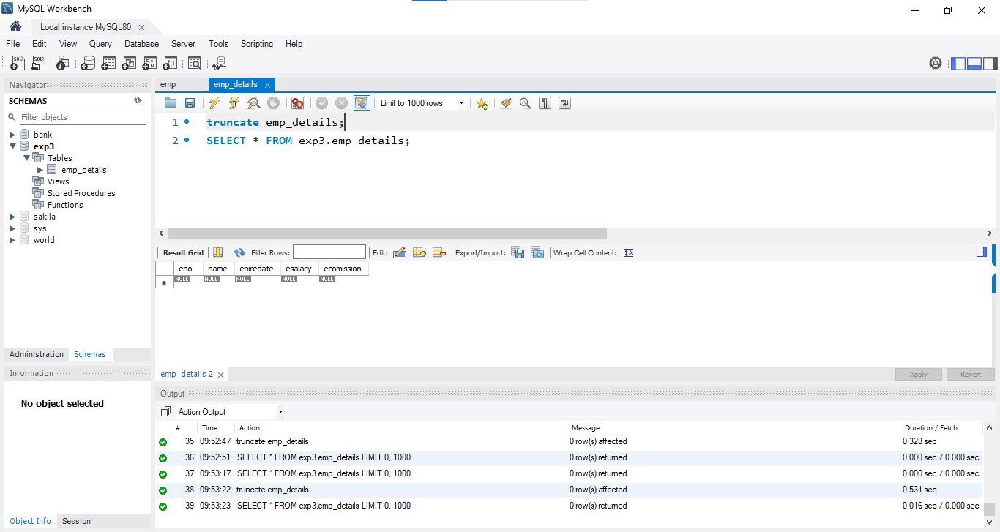 MySQL Workbench
Local instance MySQL80
File Edit View Query Database Server Tools Scripting Help
Navigator
SCHEMAS
Filter objects
bank
exp3
Tables
emp_details
Views
Stored Procedures
Functions
sakila
sys
world
Administration Schemas
Information
No object selected
Object Info Session
emp emp_details
Limit to 1000 rows
1 truncate emp_details;
2 SELECT * FROM exp3.emp_details;
Result Grid Filter Rows: Edit: Export/Import: Wrap Cell Content:
eno name ehiredate esalary ecomission
NULL NULL NULL NULL NULL
emp_details 2 Apply Revert
Output
Action Output
# Time Action Message Duration / Fetch
35 09:52:47 truncate emp_details 0 row(s) affected 0.328 sec
36 09:52:51 SELECT * FROM exp3.emp_details LIMIT 0, 1000 0 row(s) returned 0.000 sec / 0.000 sec
37 09:53:17 SELECT * FROM exp3.emp_details LIMIT 0, 1000 0 row(s) returned 0.000 sec / 0.000 sec
38 09:53:22 truncate emp_details 0 row(s) affected 0.531 sec
39 09:53:23 SELECT * FROM exp3.emp_details LIMIT 0, 1000 0 row(s) returned 0.016 sec / 0.000 sec